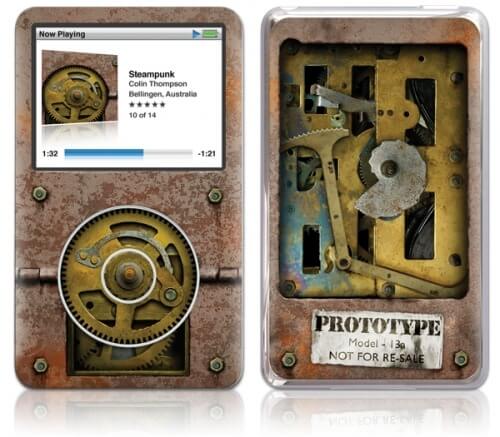 Now Playing
Steampunk
Colin Thompson
Bellingen, Australia
★★★★★
10 of 14
1:32
-1:21
PROTOTYPE
Model - 13a
NOT FOR RE-SALE